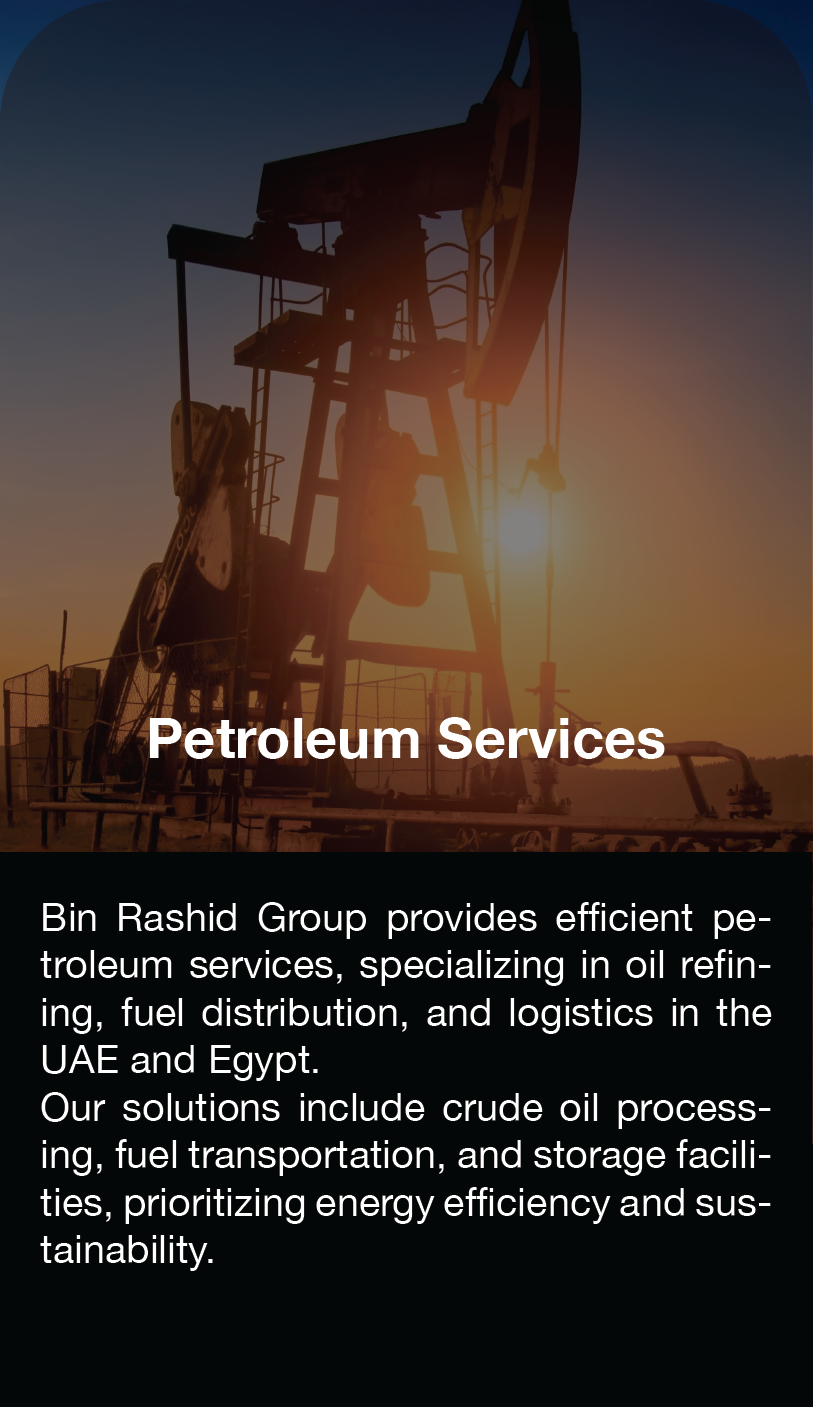 Petroleum Services
Bin Rashid Group provides efficient pe-
troleum services, specializing in oil refin-
ing, fuel distribution, and logistics in the
UAE and Egypt.
Our solutions include crude oil process-
ing, fuel transportation, and storage facili-
ties, prioritizing energy efficiency and sus-
tainability.